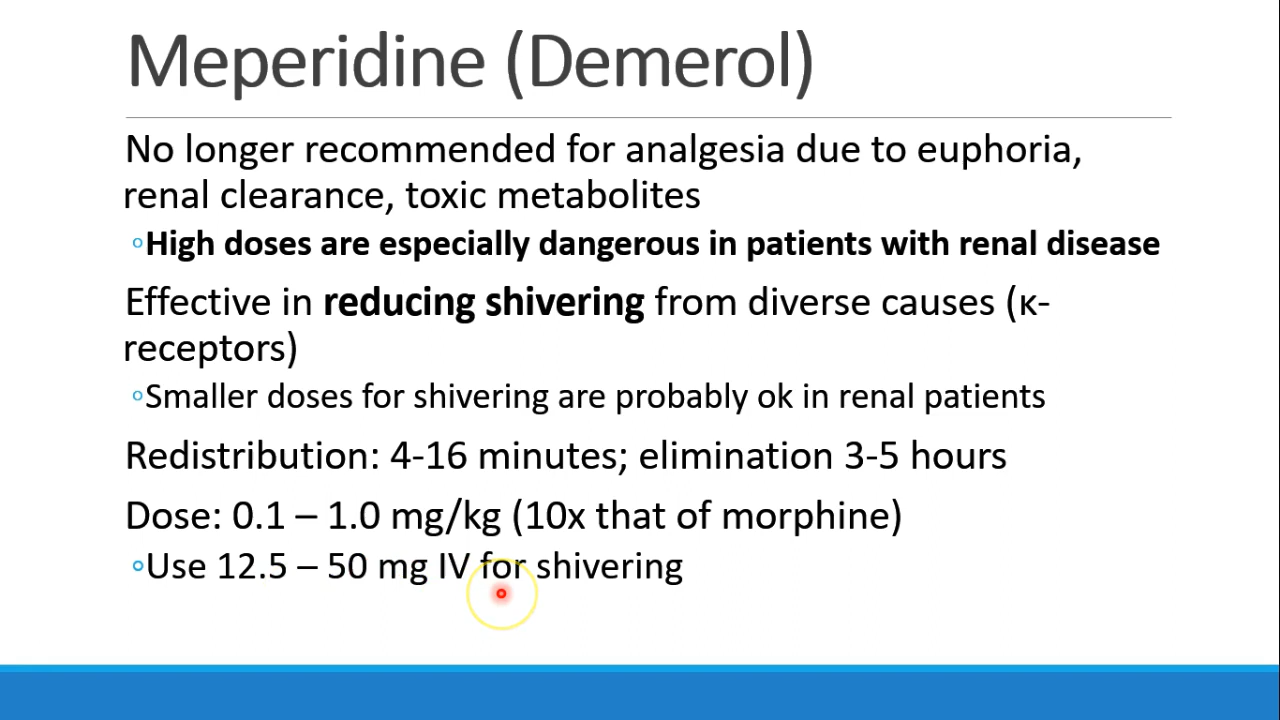 Meperidine (Demerol)
No longer recommended for analgesia due to euphoria,
renal clearance, toxic metabolites
◦High doses are especially dangerous in patients with renal disease
Effective in reducing shivering from diverse causes (κ-
receptors)
◦Smaller doses for shivering are probably ok in renal patients
Redistribution: 4-16 minutes; elimination 3-5 hours
Dose: 0.1 – 1.0 mg/kg (10x that of morphine)
◦Use 12.5 – 50 mg IV for shivering